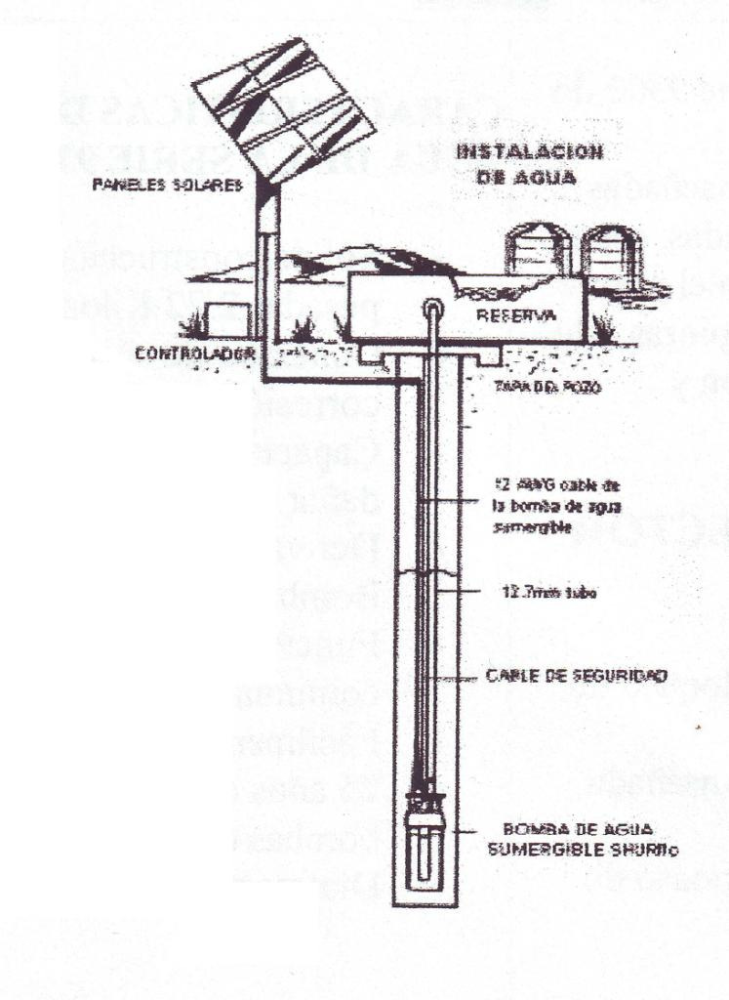 INSTALACION
DE AGUA
PANELES SOLARES
RESERVA
CONTROLADOR
TAPA DEL POZO
12 AWG cable de
la bomba de agua
sumergible
12.7mm tubo
CABLE DE SEGURIDAD
BOMBA DE AGUA
SUMERGIBLE SHURflo